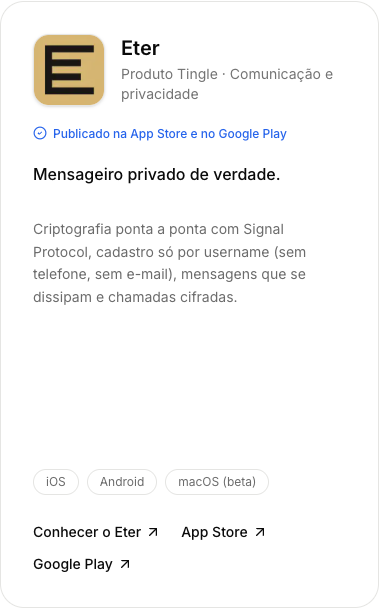 Eter
Produto Tingle · Comunicação e
privacidade
Publicado na App Store e no Google Play
Mensageiro privado de verdade.
Criptografia ponta a ponta com Signal
Protocol, cadastro só por username (sem
telefone, sem e-mail), mensagens que se
dissipam e chamadas cifradas.
iOS Android macOS (beta)
Conhecer o Eter ↗ App Store ↗
Google Play ↗